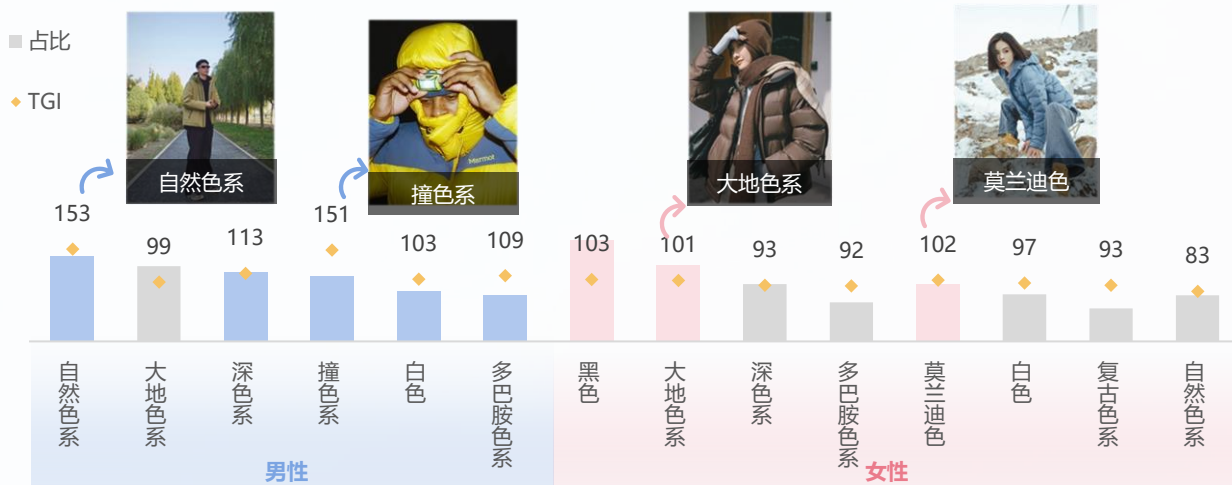 占比
TGI
自然色系
撞色系
Marmot
大地色系
莫兰迪色
153
99
113
151
103
109
103
101
93
92
102
97
93
83
自然色系
大地色系
深色系
撞色系
白色
多巴胺色系
黑色
大地色系
深色系
多巴胺色系
莫兰迪色
白色
复古色系
自然色系
男性
女性